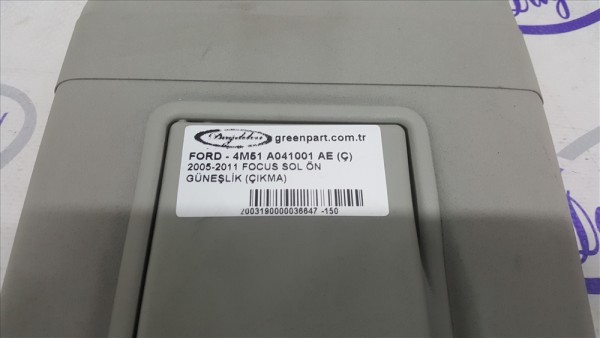 greenpart.com.tr
FORD - 4M51 A041001 AE (Ç)
2005-2011 FOCUS SOL ÖN
GÜNEŞLİK (ÇIKMA)
2003190000036647 -150